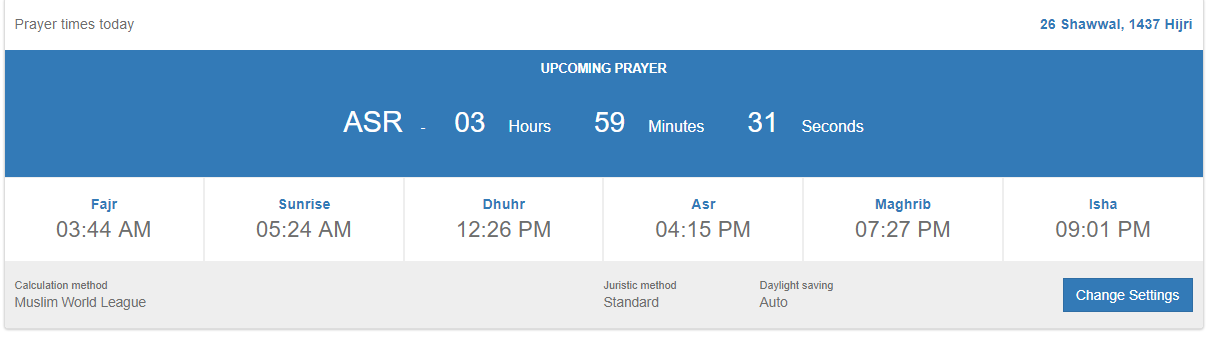 Prayer times today 26 Shawwal, 1437 Hijri
UPCOMING PRAYER
ASR - 03 Hours 59 Minutes 31 Seconds
Fajr Sunrise Dhuhr Asr Maghrib Isha
03:44 AM 05:24 AM 12:26 PM 04:15 PM 07:27 PM 09:01 PM
Calculation method Juristic method Daylight saving
Muslim World League Standard Auto Change Settings